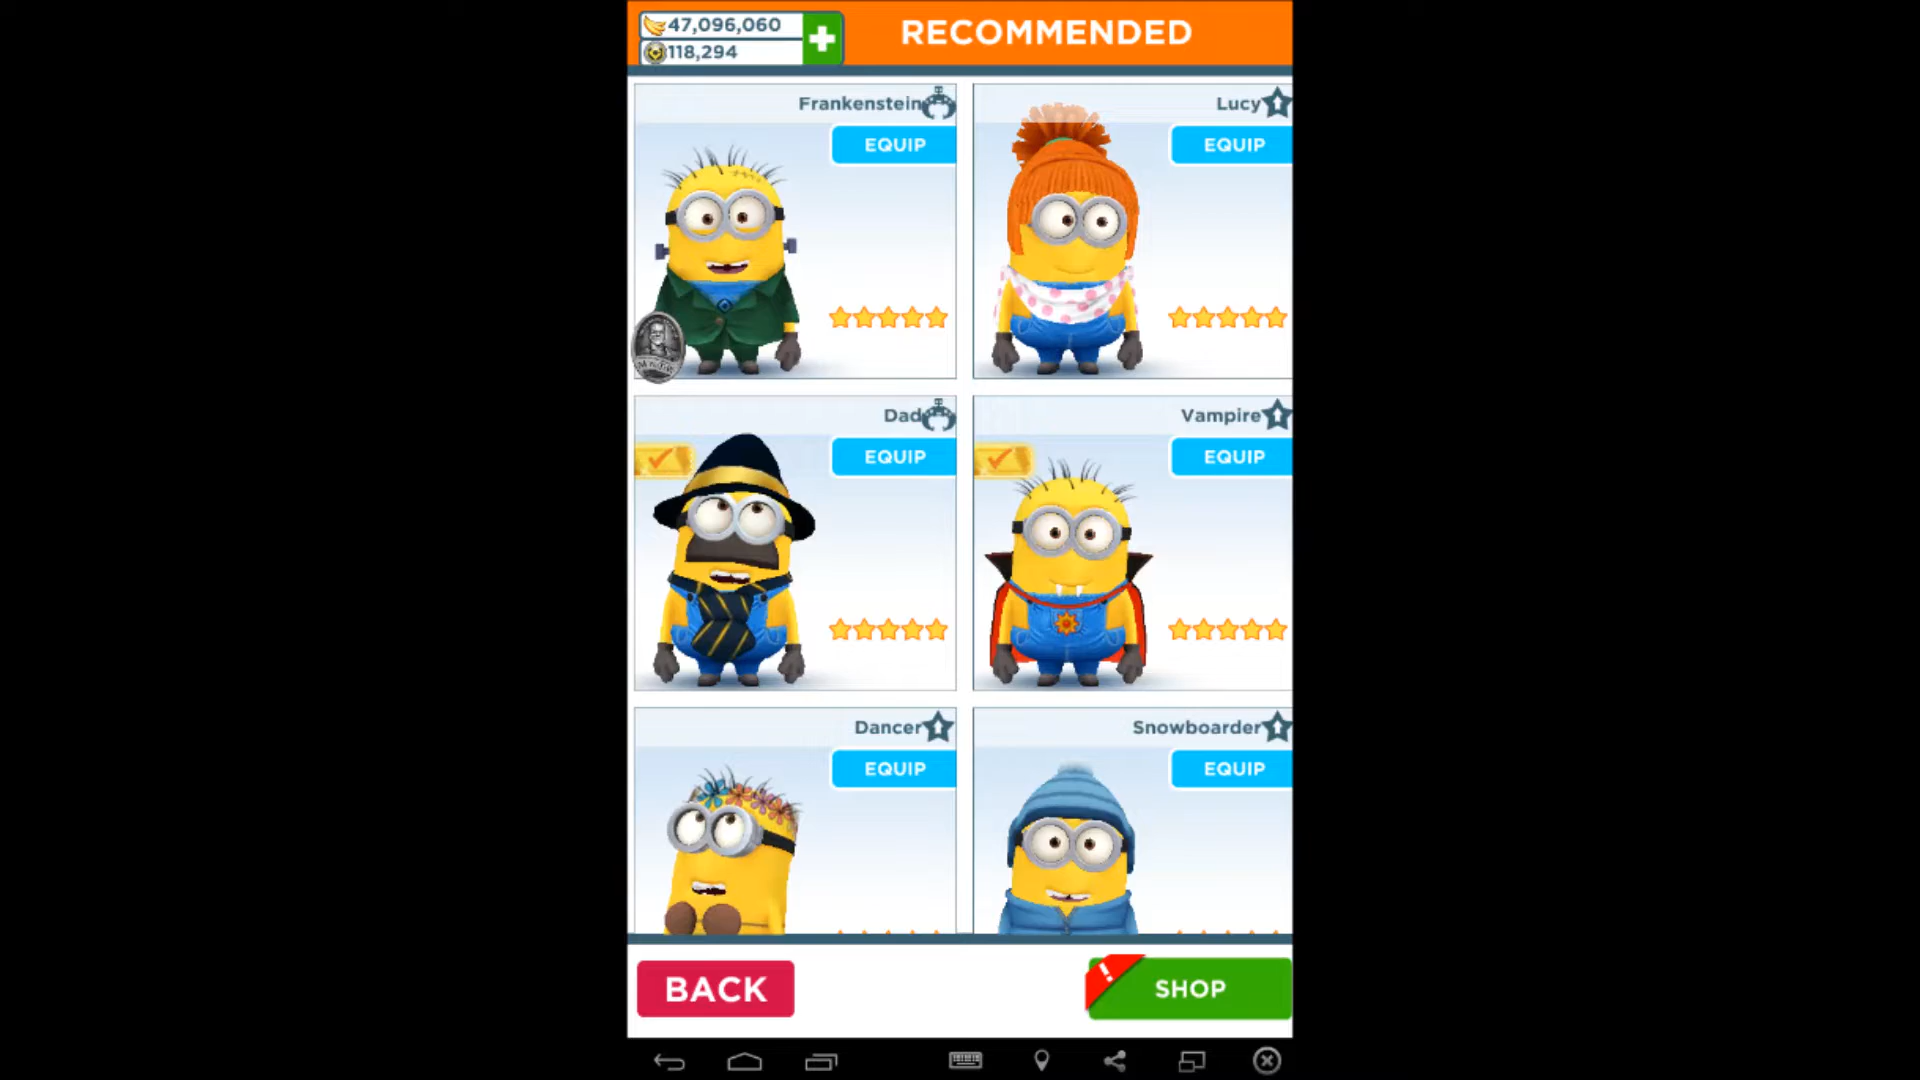 47,096,060
118,294
RECOMMENDED
Frankenstein
EQUIP
Lucy
EQUIP
Dad
EQUIP
Vampire
EQUIP
Dancer
EQUIP
Snowboarder
EQUIP
BACK
!
SHOP